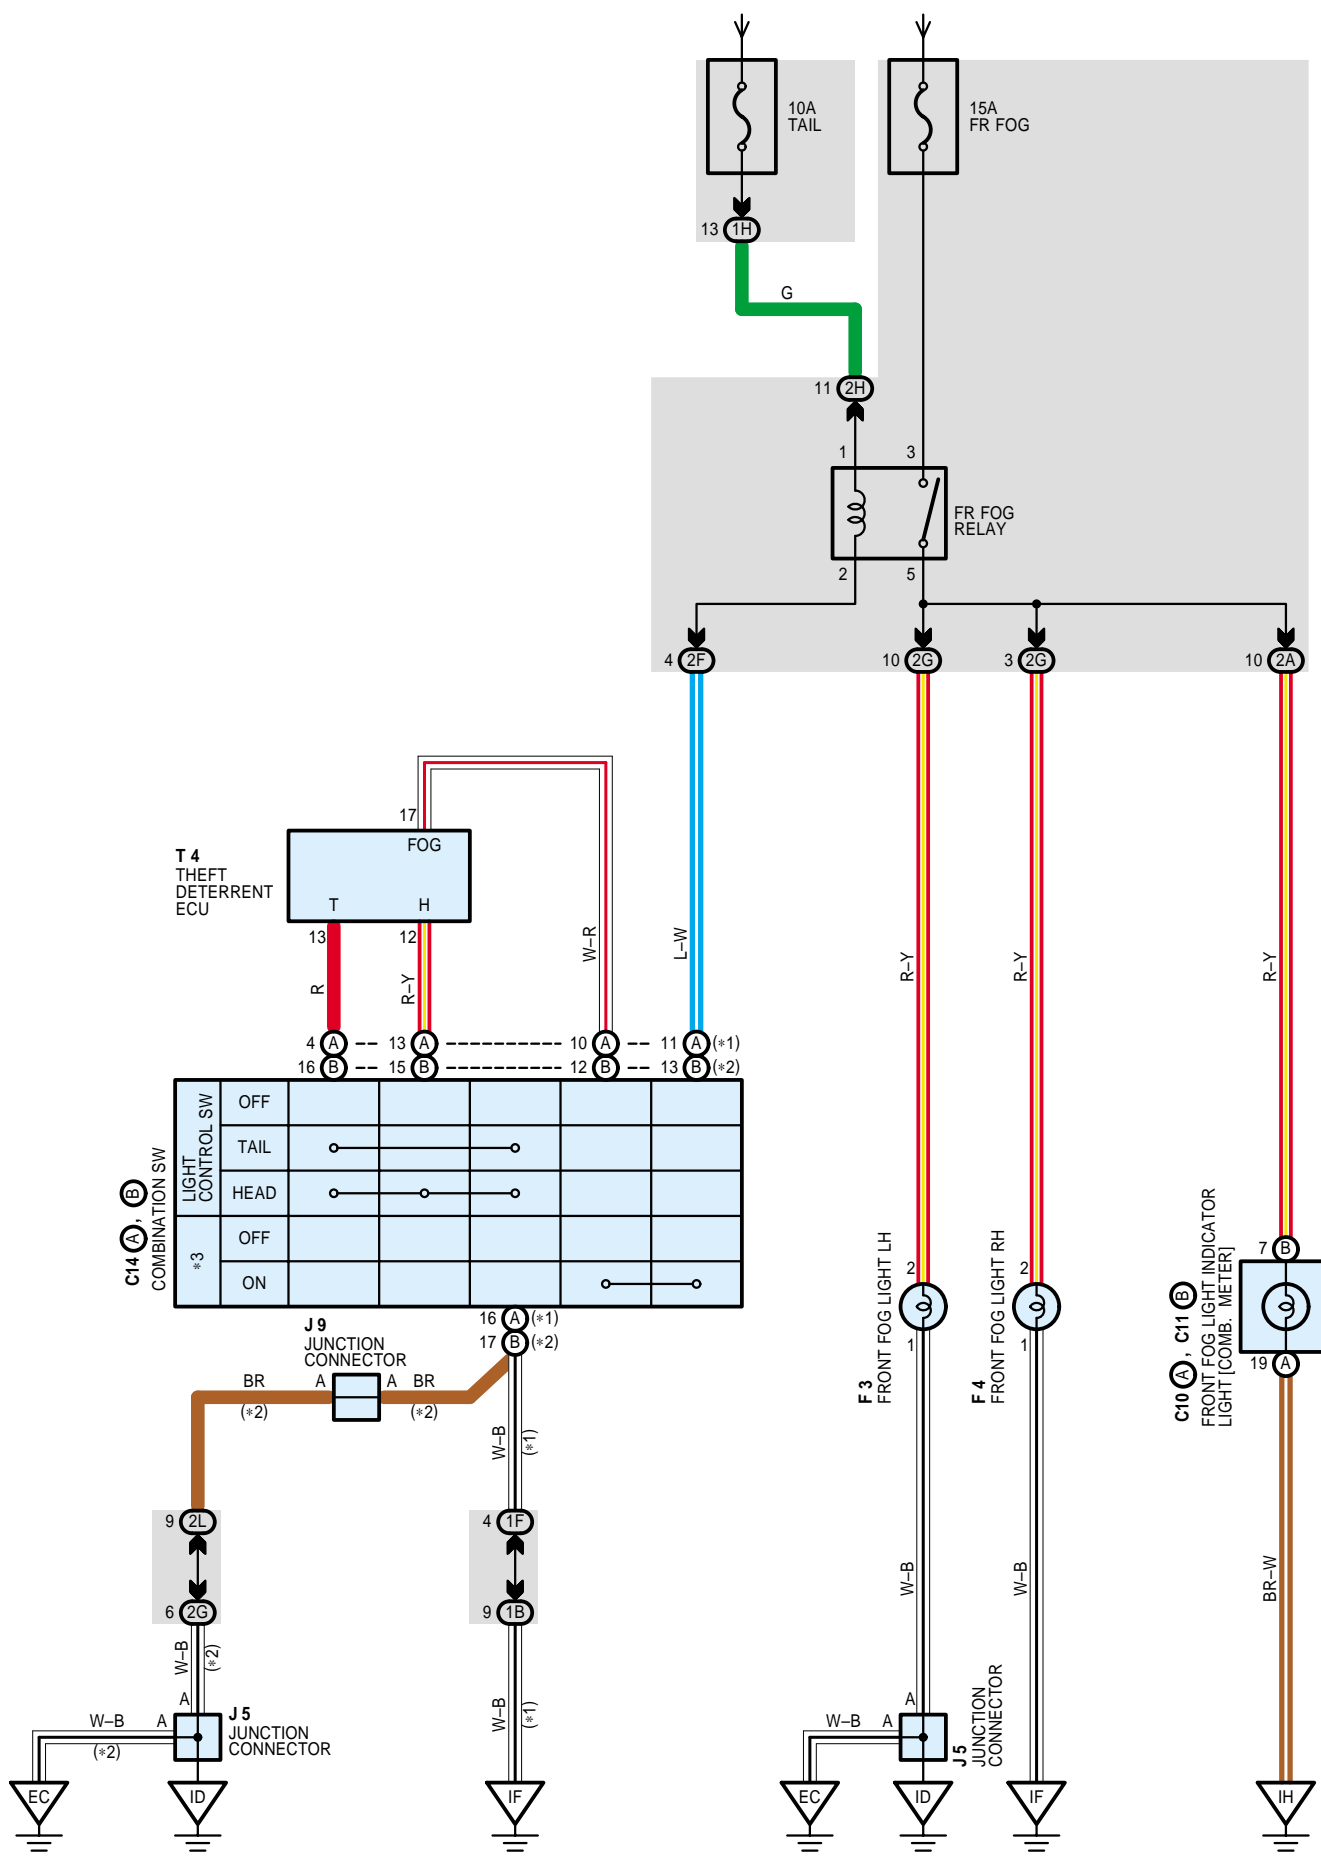 10A
TAIL
15A
FR FOG
13 1H
G
11 2H
1 3
FR FOG
RELAY
2 5
4 2F
10 2G
3 2G
10 2A
17
FOG
T 4
THEFT
DETERRENT
ECU
T H
13 12
R
R–Y
W–R
L–W
R–Y
R–Y
R–Y
4 A 13 A 10 A 11 A (*1)
16 B 15 B 12 B 13 B (*2)
C14 A , B
COMBINATION SW
LIGHT
CONTROL SW
OFF
TAIL
HEAD
*3
OFF
ON
16 A (*1)
17 B (*2)
J 9
JUNCTION
CONNECTOR
BR A A BR
(*2) (*2)
W–B (*1)
9 2L
6 2G
4 1F
9 1B
W–B (*2)
W–B (*1)
A
W–B A
(*2)
J 5
JUNCTION
CONNECTOR
EC
ID
IF
2
1
F 3
FRONT FOG LIGHT LH
2
1
F 4
FRONT FOG LIGHT RH
7 B
19 A
C10 A , C11 B
FRONT FOG LIGHT INDICATOR
LIGHT [COMB. METER]
W–B
W–B
BR–W
A
W–B A
J 5
JUNCTION
CONNECTOR
EC
ID
IF
IH